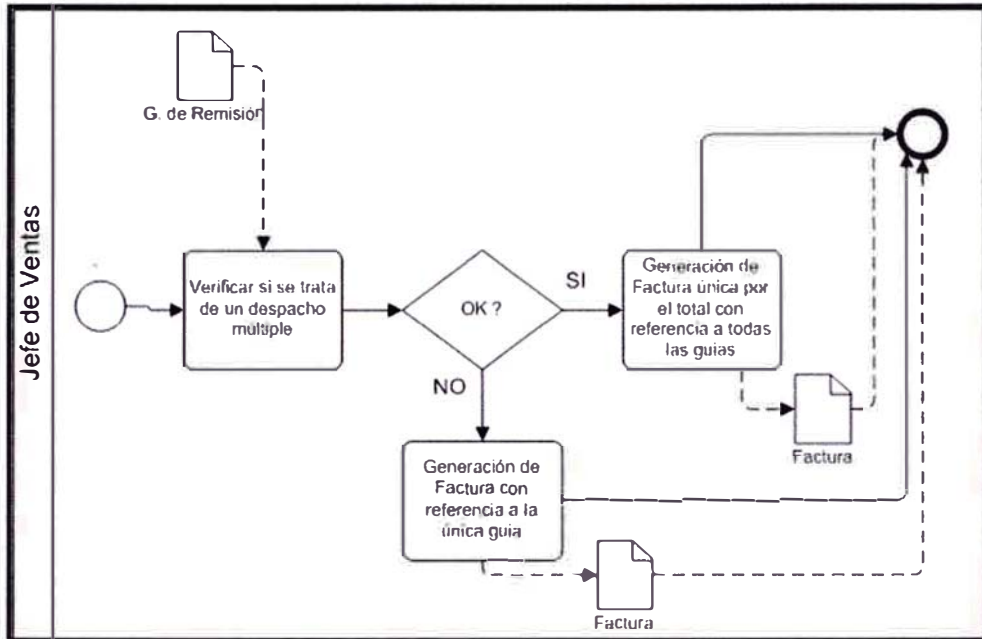 Jefe de Ventas
G. de Remisión
Verificar si se trata
de un despacho
múltiple
OK ?
SI
NO
Generación de
Factura única por
el total con
referencia a todas
las guias
Factura
Generación de
Factura con
referencia a la
única guia
Factura